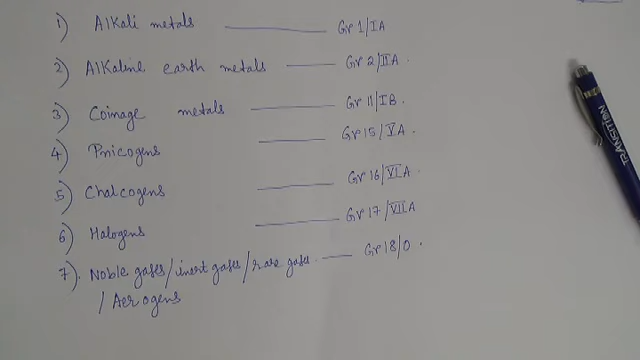 1) Alkali metals ——— Gr 1/IA
2) Alkaline earth metals ——— Gr 2/IIA.
3) Coinage metals ——— Gr 11/IB
4) Pnicogens ——— Gr 15/VA.
5) Chalcogens ——— Gr 16/VIA
6) Halogens ——— Gr 17/VIIA
7). Noble gases/inert gases/rare gases. —— Gr 18/0.
/Aerogens
TRANSITION